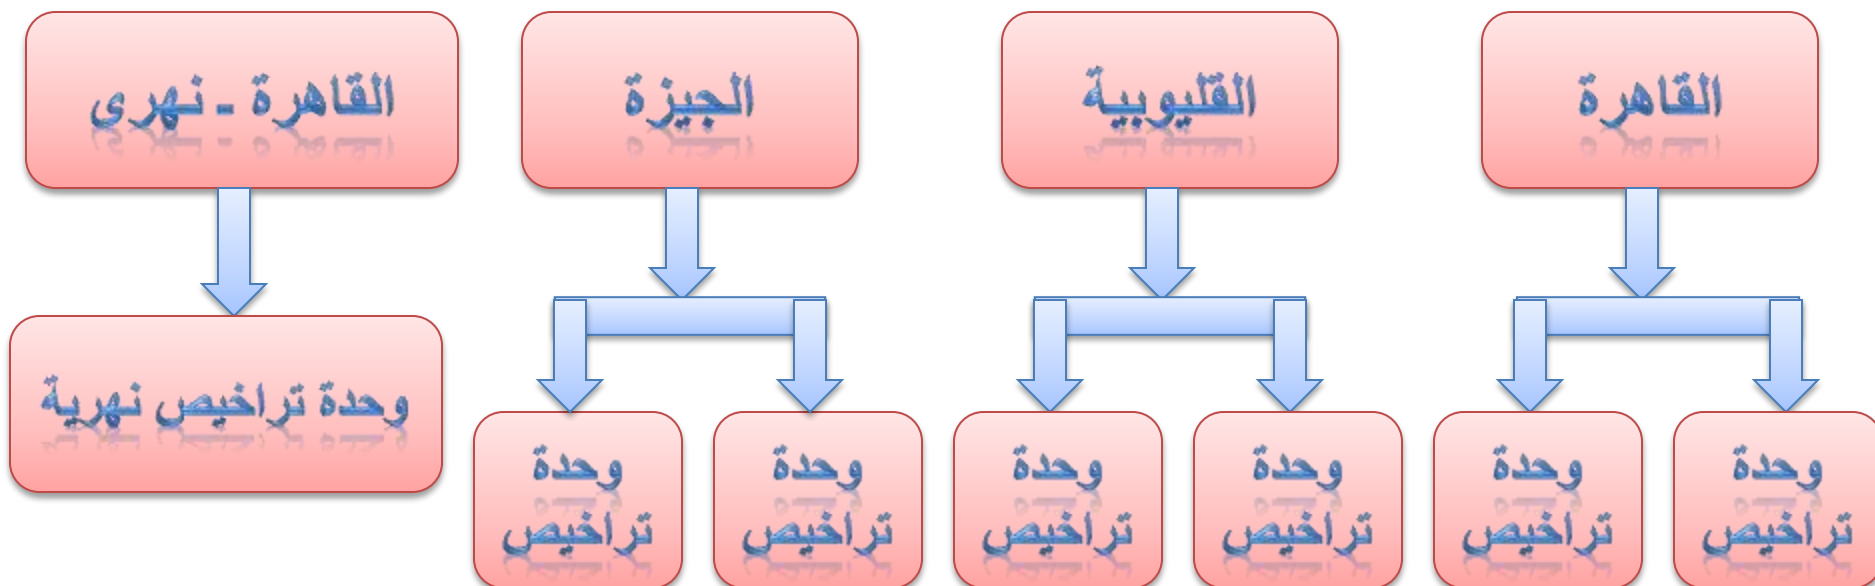 القاهرة
القليوبية
الجيزة
القاهرة - نهرى
وحدة تراخيص نهرية
وحدة
تراخيص
وحدة
تراخيص
وحدة
تراخيص
وحدة
تراخيص
وحدة
تراخيص
وحدة
تراخيص